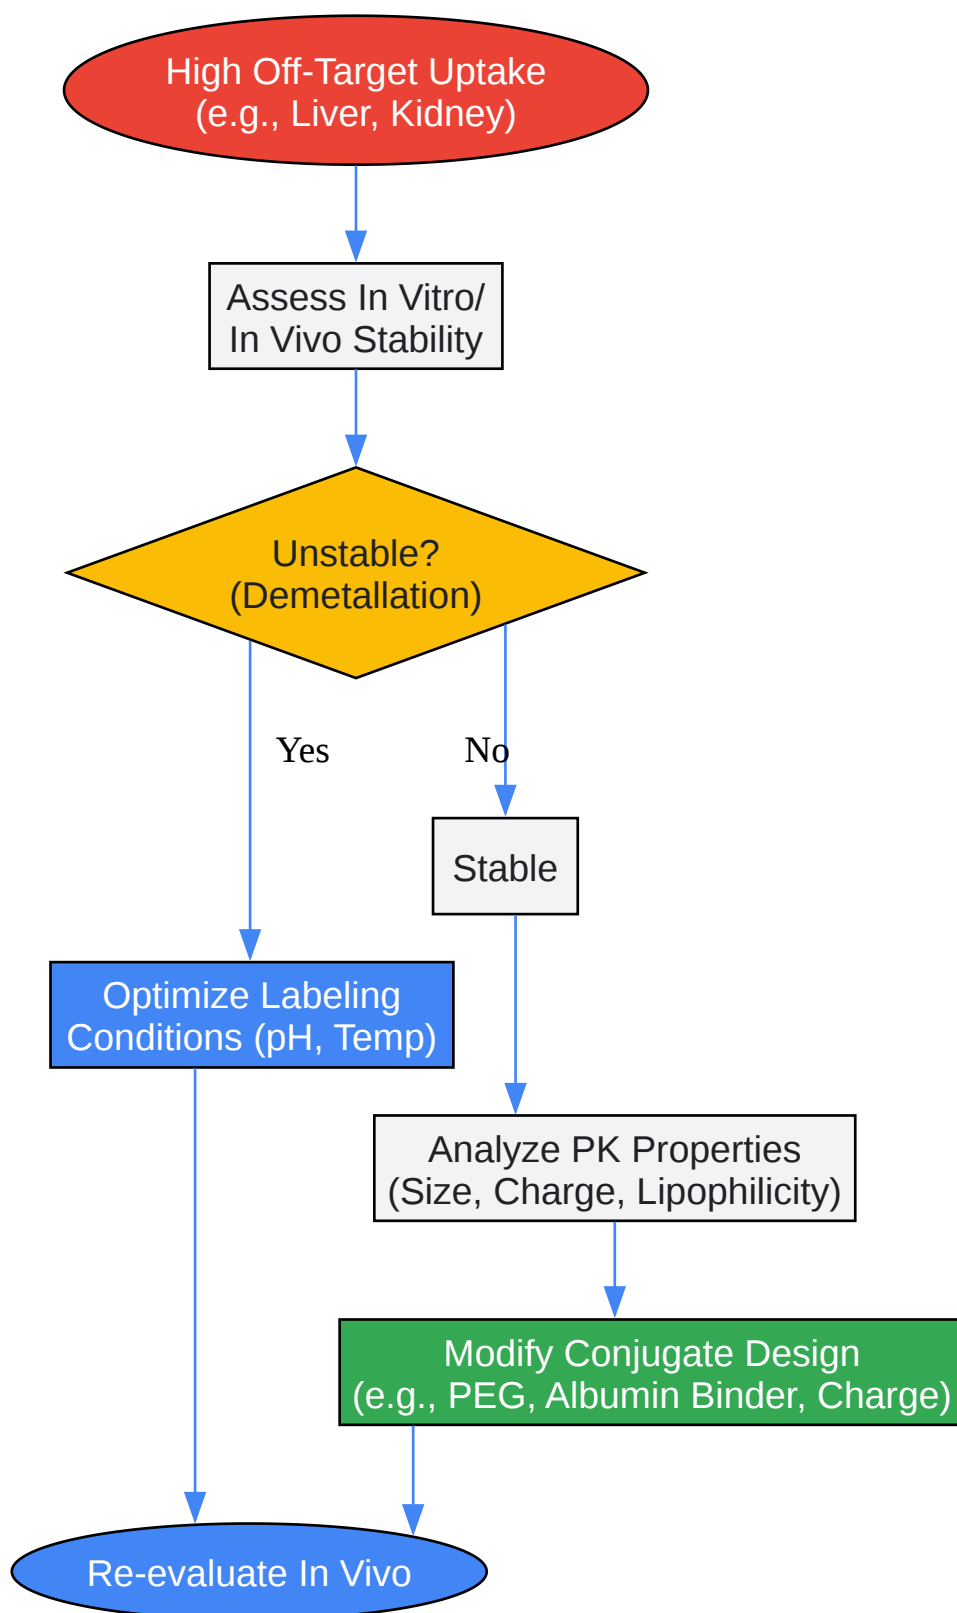 High Off-Target Uptake
(e.g., Liver, Kidney)
Assess In Vitro/
In Vivo Stability
Unstable?
(Demetallation)
Yes
No
Stable
Optimize Labeling
Conditions (pH, Temp)
Analyze PK Properties
(Size, Charge, Lipophilicity)
Modify Conjugate Design
(e.g., PEG, Albumin Binder, Charge)
Re-evaluate In Vivo